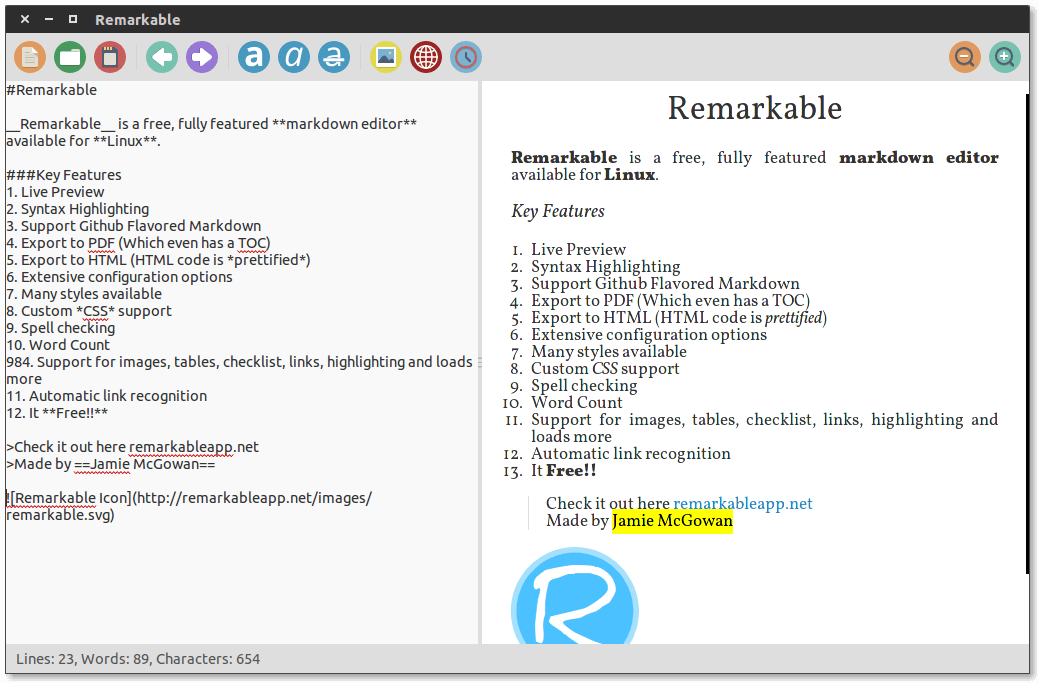 Remarkable
#Remarkable
__Remarkable__ is a free, fully featured **markdown editor**
available for **Linux**.
###Key Features
1. Live Preview
2. Syntax Highlighting
3. Support Github Flavored Markdown
4. Export to PDF (Which even has a TOC)
5. Export to HTML (HTML code is *prettified*)
6. Extensive configuration options
7. Many styles available
8. Custom *CSS* support
9. Spell checking
10. Word Count
984. Support for images, tables, checklist, links, highlighting and loads
more
11. Automatic link recognition
12. It **Free!!**
>Check it out here remarkableapp.net
>Made by ==Jamie McGowan==
![Remarkable Icon](http://remarkableapp.net/images/
remarkable.svg)
Remarkable
Remarkable is a free, fully featured markdown editor
available for Linux.
Key Features
1. Live Preview
2. Syntax Highlighting
3. Support Github Flavored Markdown
4. Export to PDF (Which even has a TOC)
5. Export to HTML (HTML code is prettified)
6. Extensive configuration options
7. Many styles available
8. Custom CSS support
9. Spell checking
10. Word Count
11. Support for images, tables, checklist, links, highlighting and
loads more
12. Automatic link recognition
13. It Free!!
Check it out here remarkableapp.net
Made by Jamie McGowan
R
Lines: 23, Words: 89, Characters: 654